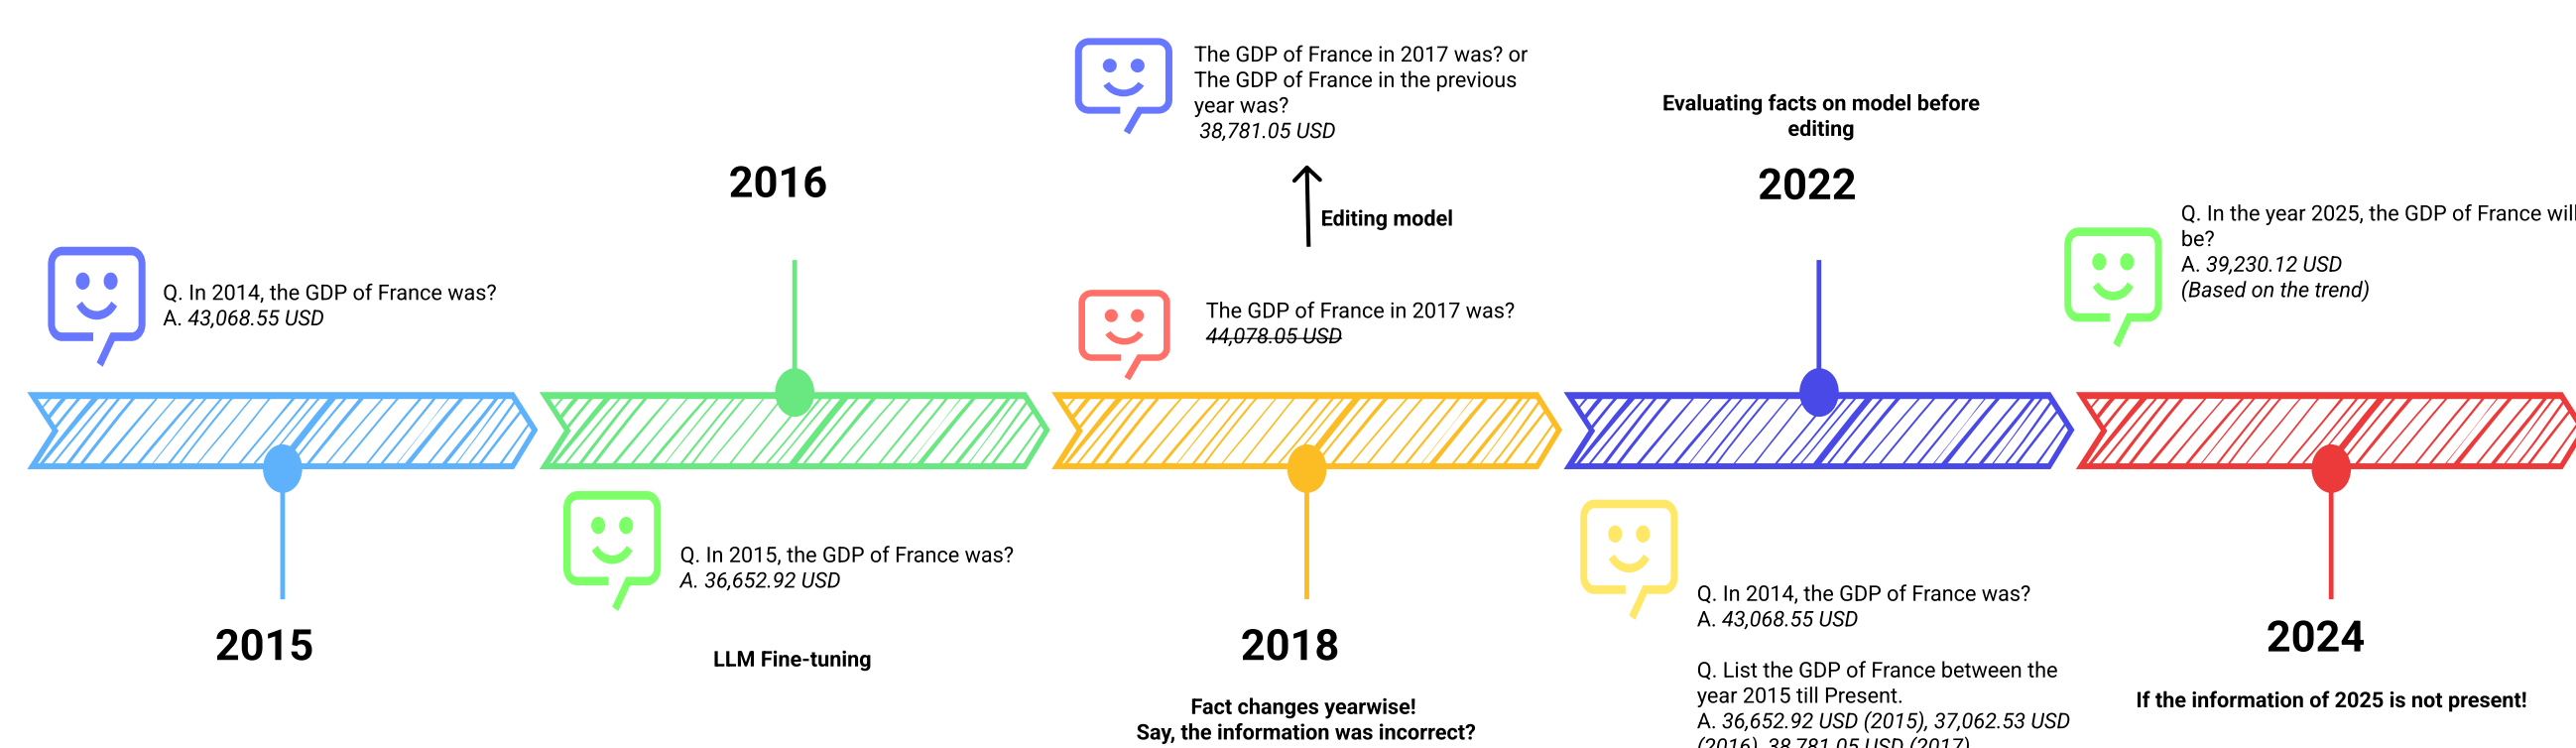 Q. In 2014, the GDP of France was?
A. 43,068.55 USD
2015
2016
Q. In 2015, the GDP of France was?
A. 36,652.92 USD
LLM Fine-tuning
The GDP of France in 2017 was? or
The GDP of France in the previous
year was?
38,781.05 USD
Editing model
The GDP of France in 2017 was?
44,078.05 USD
2018
Fact changes yearwise!
Say, the information was incorrect?
Evaluating facts on model before
editing
2022
Q. In 2014, the GDP of France was?
A. 43,068.55 USD
Q. List the GDP of France between the
year 2015 till Present.
A. 36,652.92 USD (2015), 37,062.53 USD
(2016), 38,781.05 USD (2017)
Q. In the year 2025, the GDP of France will
be?
A. 39,230.12 USD
(Based on the trend)
2024
If the information of 2025 is not present!